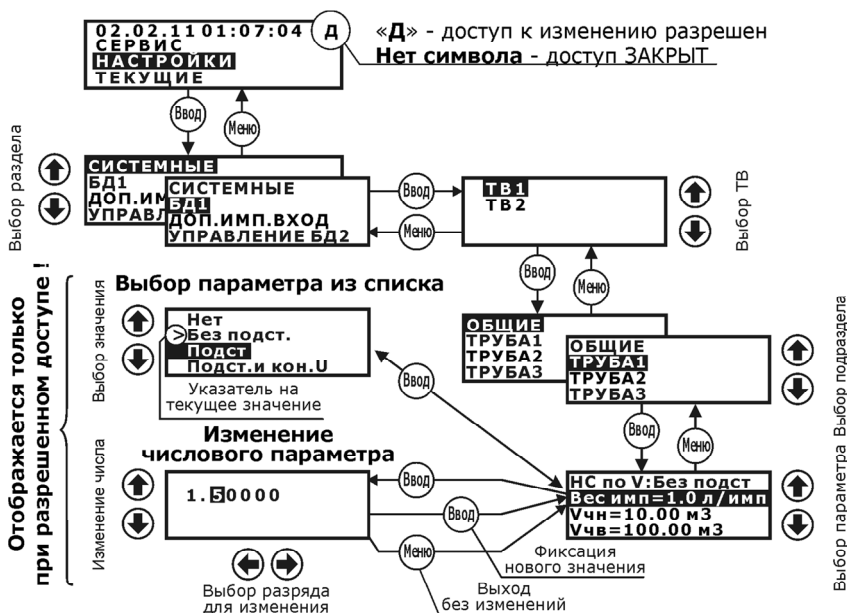 02.02.11 01:07:04
СЕРВИС
НАСТРОЙКИ
ТЕКУЩИЕ
Д
«Д» - доступ к изменению разрешен
Нет символа - доступ ЗАКРЫТ
Ввод
Меню
Выбор раздела
СИСТЕМНЫЕ
БД1
ДОП.ИМ
УПРАВЛ
СИСТЕМНЫЕ
БД1
ДОП.ИМП.ВХОД
УПРАВЛЕНИЕ БД2
Ввод
Меню
ТВ1
ТВ2
Выбор ТВ
Ввод
Меню
Отображается только
при разрешенном доступе !
Выбор параметра из списка
Выбор значения
Нет
>Без подст.
Подст
Подст.и кон.U
Указатель на
текущее значение
Ввод
ОБЩИЕ
ТРУБА1
ТРУБА2
ТРУБА3
ОБЩИЕ
ТРУБА1
ТРУБА2
ТРУБА3
Выбор подраздела
Ввод
Меню
Изменение
числового параметра
Изменение числа
1.50000
Ввод
Ввод
Меню
НС по V:Без подст
Вес имп=1.0 л/имп
Vчн=10.00 м3
Vчв=100.00 м3
Выбор параметра
Фиксация
нового значения
Выход
без изменений
Выбор разряда
для изменения